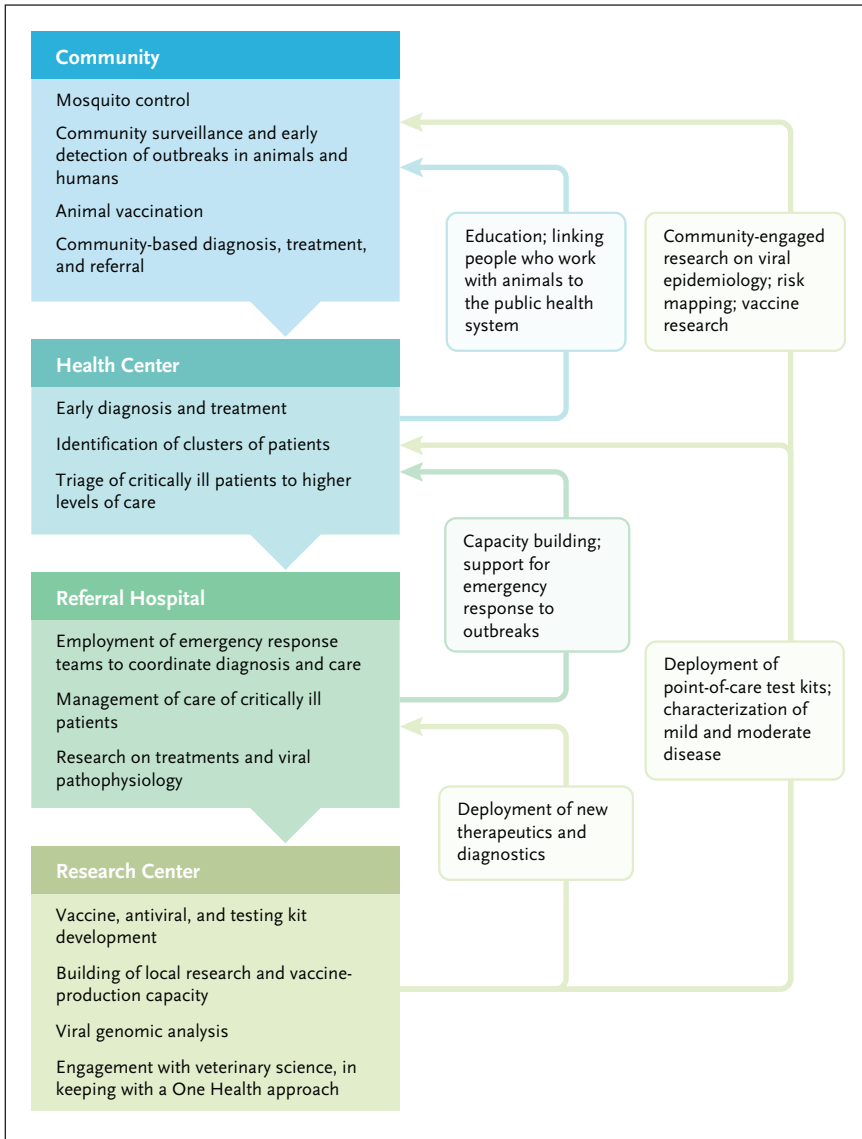 Community
Mosquito control
Community surveillance and early
detection of outbreaks in animals and
humans
Animal vaccination
Community-based diagnosis, treatment,
and referral
Education; linking
people who work
with animals to
the public health
system
Community-engaged
research on viral
epidemiology; risk
mapping; vaccine
research
Health Center
Early diagnosis and treatment
Identification of clusters of patients
Triage of critically ill patients to higher
levels of care
Capacity building;
support for
emergency
response to
outbreaks
Referral Hospital
Employment of emergency response
teams to coordinate diagnosis and care
Management of care of critically ill
patients
Research on treatments and viral
pathophysiology
Deployment of
point-of-care test kits;
characterization of
mild and moderate
disease
Deployment of new
therapeutics and
diagnostics
Research Center
Vaccine, antiviral, and testing kit
development
Building of local research and vaccine-
production capacity
Viral genomic analysis
Engagement with veterinary science, in
keeping with a One Health approach